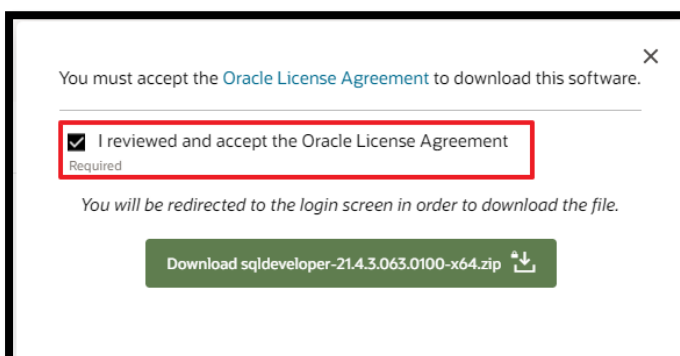 You must accept the Oracle License Agreement to download this software.
I reviewed and accept the Oracle License Agreement
Required
You will be redirected to the login screen in order to download the file.
Download sqldeveloper-21.4.3.063.0100-x64.zip